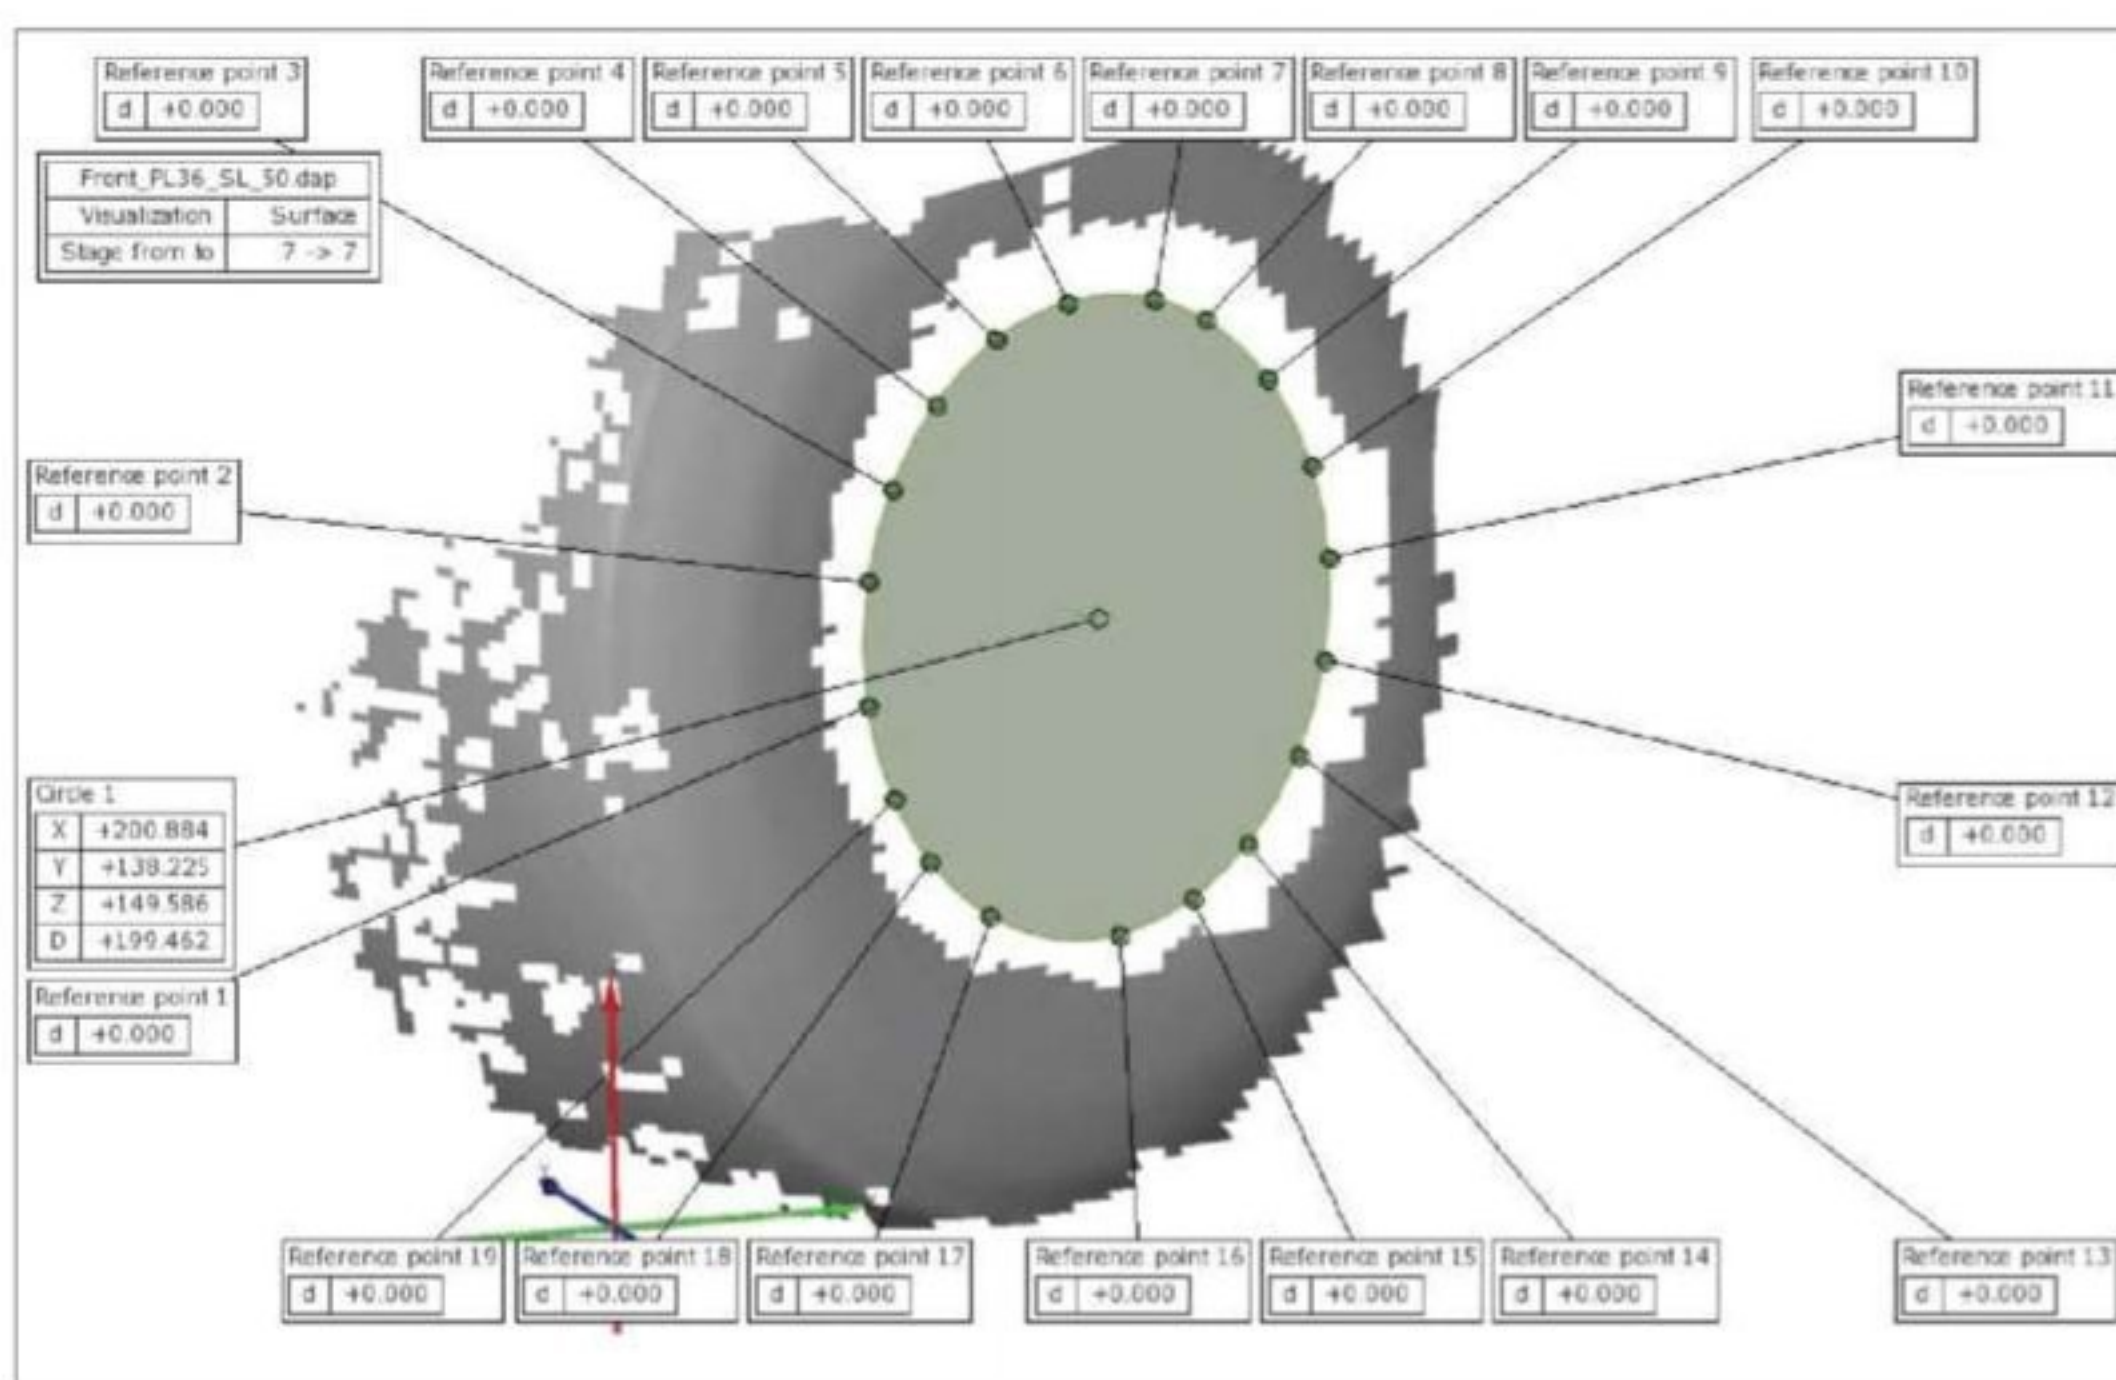 Reference point 3
d +0.000
Reference point 4
d +0.000
Reference point 5
d +0.000
Reference point 6
d +0.000
Reference point 7
d +0.000
Reference point 8
d +0.000
Reference point 9
d +0.000
Reference point 10
d +0.000
Front_PL36_SL_50.dap
Visualization Surface
Stage from to 7 -> 7
Reference point 11
d +0.000
Reference point 2
d +0.000
Circle 1
X +200.884
Y +138.225
Z +149.586
D +199.462
Reference point 12
d +0.000
Reference point 1
d +0.000
Reference point 19
d +0.000
Reference point 18
d +0.000
Reference point 17
d +0.000
Reference point 16
d +0.000
Reference point 15
d +0.000
Reference point 14
d +0.000
Reference point 13
d +0.000